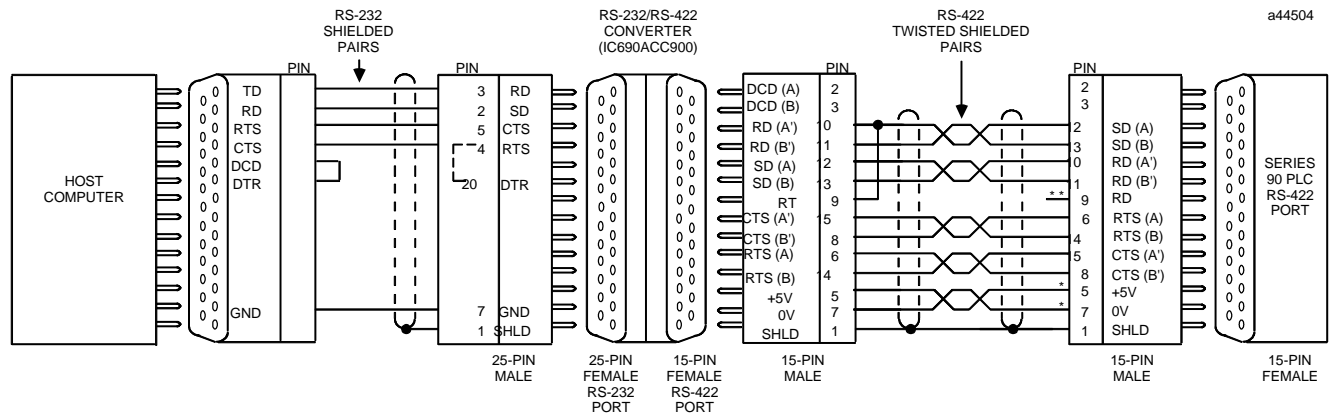 RS-232
SHIELDED
PAIRS
RS-232/RS-422
CONVERTER
(IC690ACC900)
RS-422
TWISTED SHIELDED
PAIRS
a44504
HOST
COMPUTER
PIN
TD
RD
RTS
CTS
DCD
DTR
GND
PIN
3 RD
2 SD
5 CTS
4 RTS
20 DTR
7 GND
1 SHLD
25-PIN
MALE
25-PIN
FEMALE
RS-232
PORT
15-PIN
FEMALE
RS-422
PORT
PIN
DCD (A) 2
DCD (B) 3
RD (A') 10
RD (B') 11
SD (A) 12
SD (B) 13
RT 9
CTS (A') 15
CTS (B') 8
RTS (A) 6
RTS (B) 14
+5V 5
0V 7
SHLD 1
15-PIN
MALE
PIN
2
3
2 SD (A)
3 SD (B)
0 RD (A')
1 RD (B')
* * 9 RD
6 RTS (A)
4 RTS (B)
5 CTS (A')
8 CTS (B')
* 5 +5V
* 7 0V
1 SHLD
15-PIN
MALE
SERIES
90 PLC
RS-422
PORT
15-PIN
FEMALE